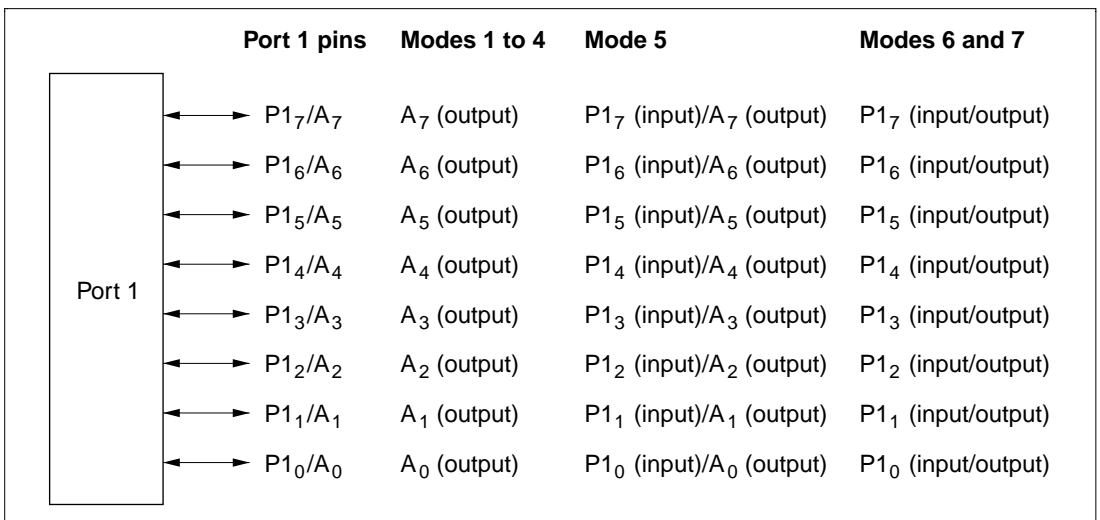 Port 1 pins Modes 1 to 4 Mode 5 Modes 6 and 7
P1₇/A₇ A₇ (output) P1₇ (input)/A₇ (output) P1₇ (input/output)
P1₆/A₆ A₆ (output) P1₆ (input)/A₆ (output) P1₆ (input/output)
P1₅/A₅ A₅ (output) P1₅ (input)/A₅ (output) P1₅ (input/output)
P1₄/A₄ A₄ (output) P1₄ (input)/A₄ (output) P1₄ (input/output)
Port 1
P1₃/A₃ A₃ (output) P1₃ (input)/A₃ (output) P1₃ (input/output)
P1₂/A₂ A₂ (output) P1₂ (input)/A₂ (output) P1₂ (input/output)
P1₁/A₁ A₁ (output) P1₁ (input)/A₁ (output) P1₁ (input/output)
P1₀/A₀ A₀ (output) P1₀ (input)/A₀ (output) P1₀ (input/output)